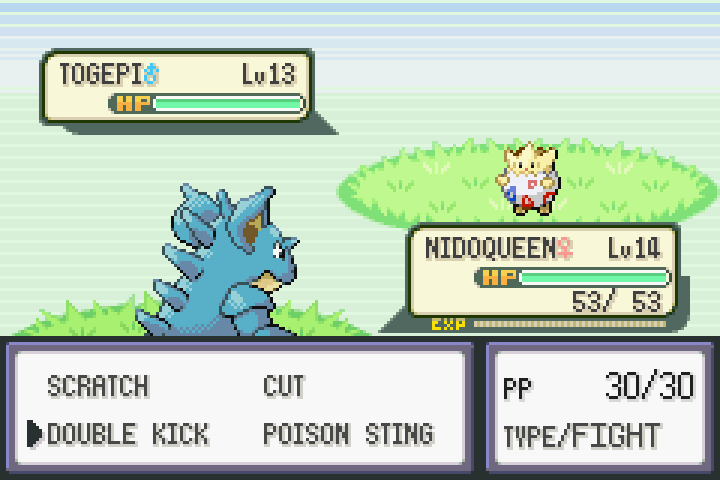 TOGEPI♂ Lv13
HP
NIDOQUEEN♀ Lv14
HP
53/ 53
EXP
SCRATCH CUT
DOUBLE KICK POISON STING
PP 30/30
TYPE/FIGHT